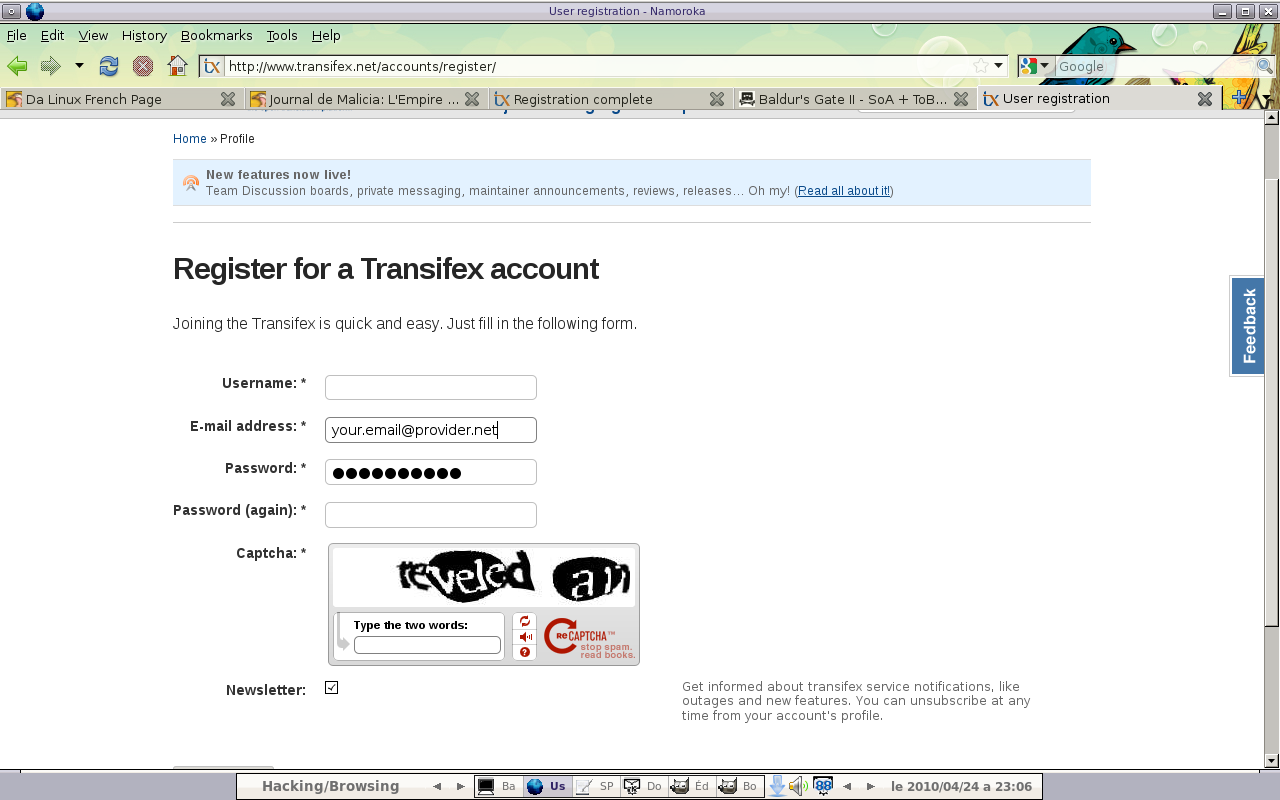 User registration - Namoroka
File Edit View History Bookmarks Tools Help
http://www.transifex.net/accounts/register/
Google
Da Linux French Page
Journal de Malicia: L'Empire ...
Registration complete
Baldur's Gate II - SoA + ToB...
User registration
Home » Profile
New features now live!
Team Discussion boards, private messaging, maintainer announcements, reviews, releases... Oh my! (Read all about it!)
Register for a Transifex account
Joining the Transifex is quick and easy. Just fill in the following form.
Feedback
Username: *
E-mail address: * your.email@provider.net
Password: * ●●●●●●●●●●
Password (again): *
Captcha: *
reveled an
Type the two words:
reCAPTCHA™
stop spam.
read books.
Newsletter:
Get informed about transifex service notifications, like
outages and new features. You can unsubscribe at any
time from your account's profile.
Hacking/Browsing Ba Us SP Do Éd Bo 88 le 2010/04/24 a 23:06